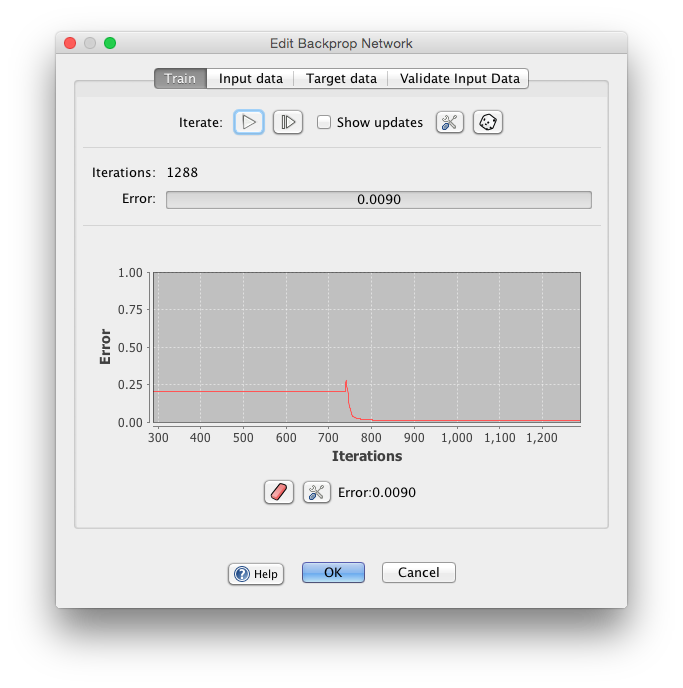 Edit Backprop Network
Train Input data Target data Validate Input Data
Iterate: Show updates
Iterations: 1288
Error: 0.0090
1.00
0.75
0.50
0.25
0.00
Error
300 400 500 600 700 800 900 1,000 1,100 1,200
Iterations
Error:0.0090
? Help OK Cancel